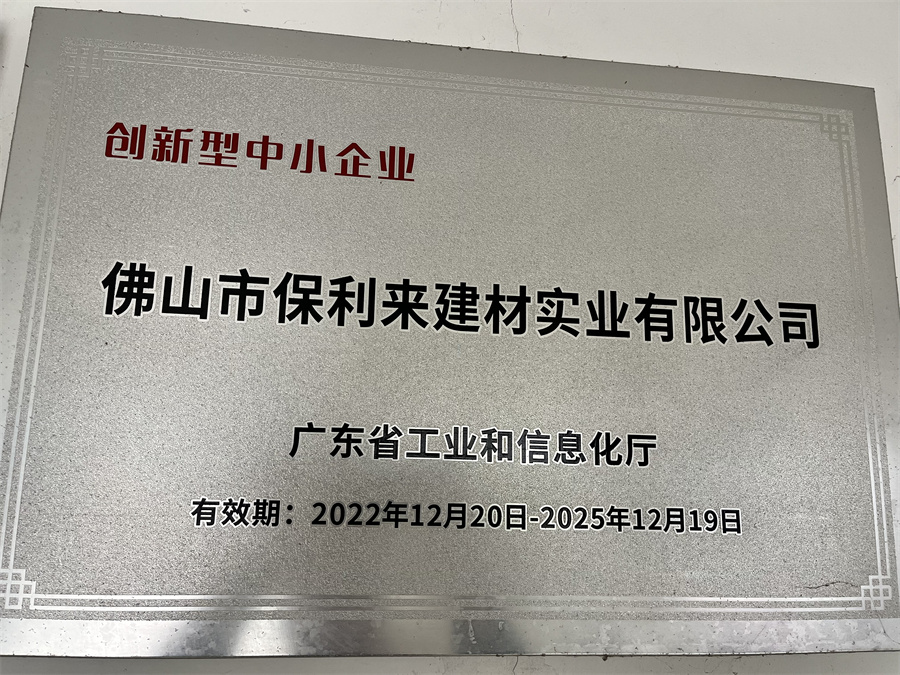 创新型中小企业
佛山市保利来建材实业有限公司
广东省工业和信息化厅
有效期：2022年12月20日-2025年12月19日